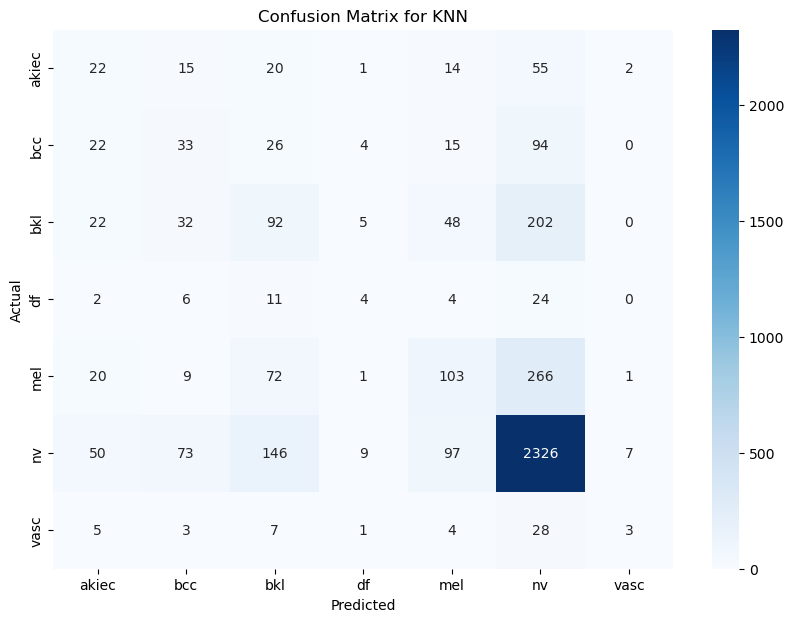 Confusion Matrix for KNN
Actual
akiec 22 15 20 1 14 55 2
bcc 22 33 26 4 15 94 0
bkl 22 32 92 5 48 202 0
df 2 6 11 4 4 24 0
mel 20 9 72 1 103 266 1
nv 50 73 146 9 97 2326 7
vasc 5 3 7 1 4 28 3
akiec bcc bkl df mel nv vasc
Predicted
2000
1500
1000
500
0